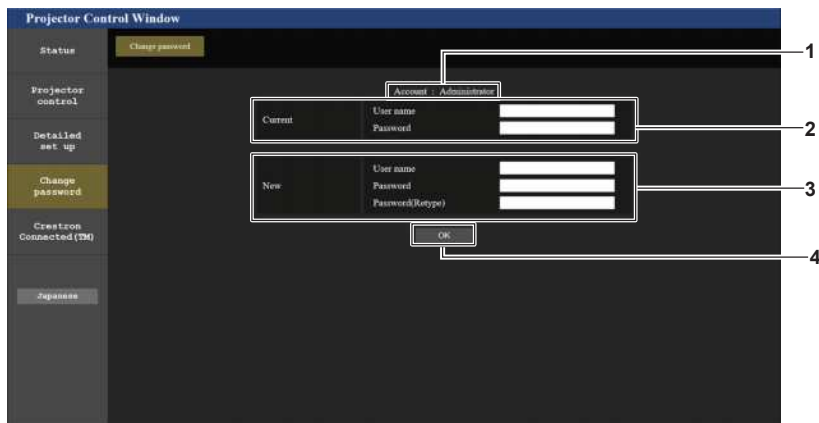 Projector Control Window
Status
Change password
1
Projector
control
Account : Administrator
Current
User name
Password
2
Detailed
set up
Change
password
New
User name
Password
Password(Retype)
3
Crestron
Connected(TM)
OK
4
Japanese